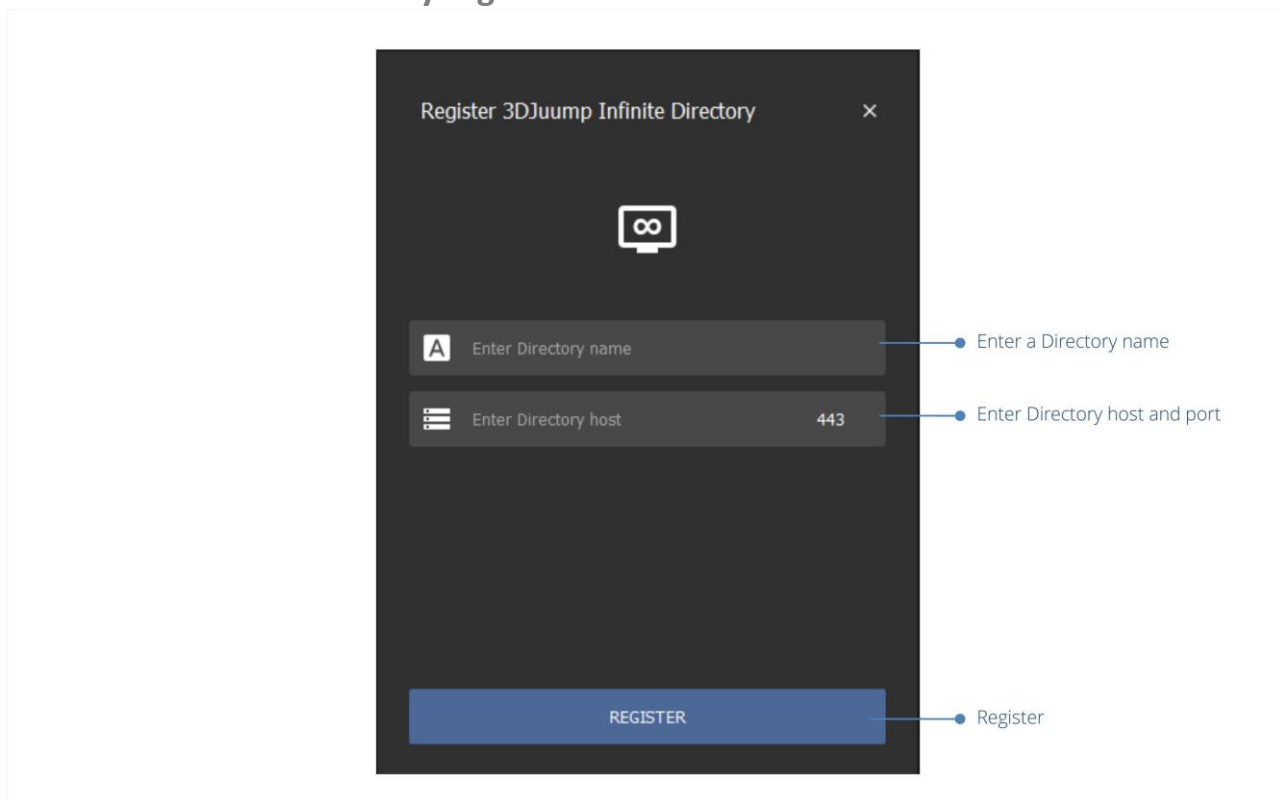 Register 3DJuump Infinite Directory ×
A Enter Directory name
Enter a Directory name
Enter Directory host 443
Enter Directory host and port
REGISTER
Register